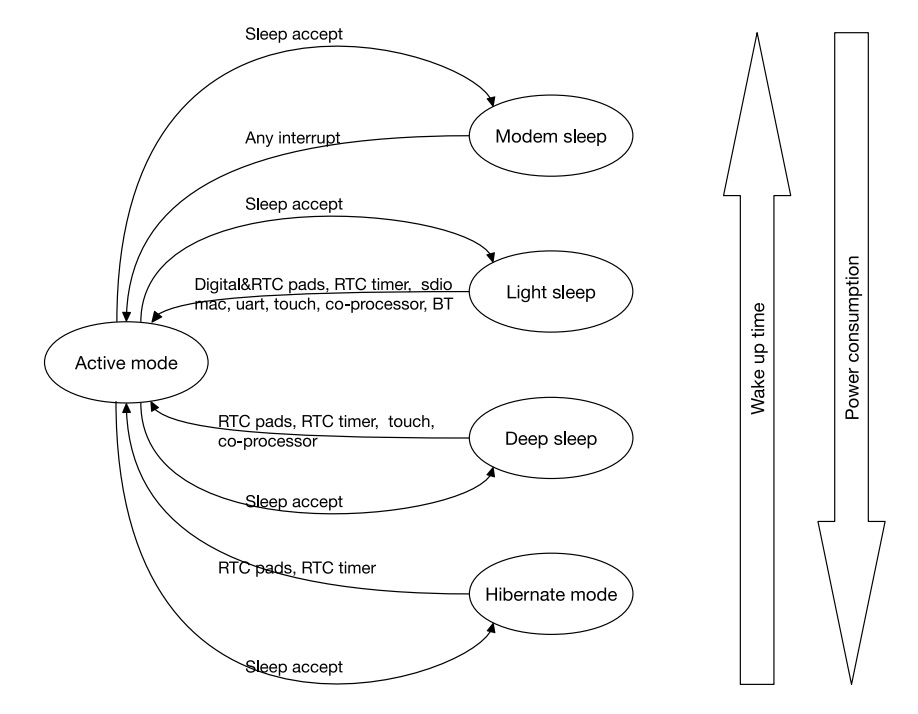 Sleep accept
Modem sleep
Any interrupt
Sleep accept
Digital&RTC pads, RTC timer, sdio
mac, uart, touch, co-processor, BT
Light sleep
Active mode
RTC pads, RTC timer, touch,
co-processor
Deep sleep
Sleep accept
RTC pads, RTC timer
Hibernate mode
Sleep accept
Wake up time
Power consumption